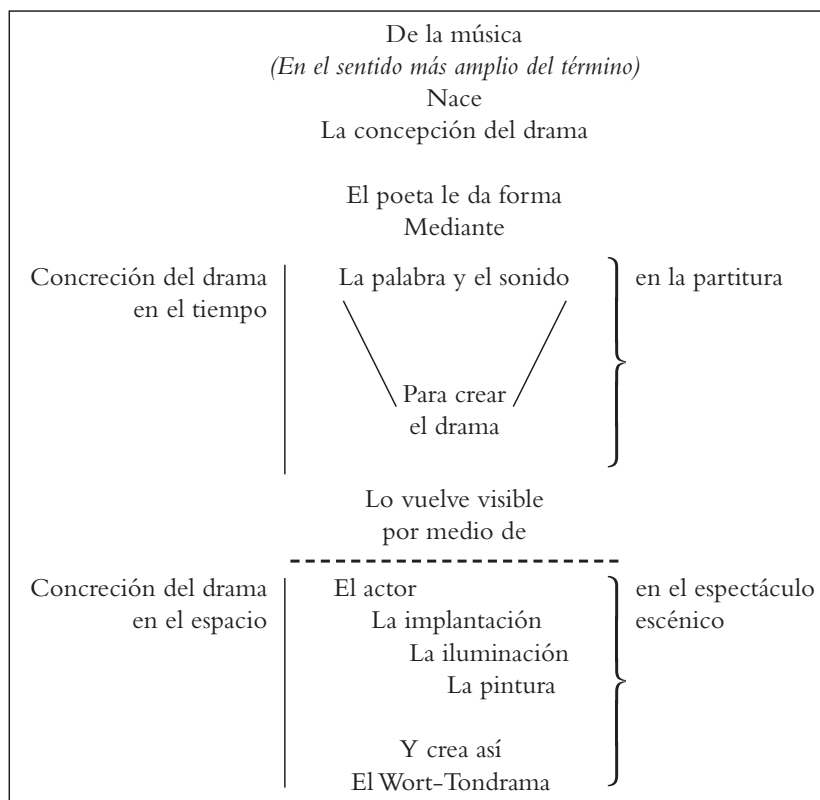 De la música
(En el sentido más amplio del término)
Nace
La concepción del drama
El poeta le da forma
Mediante
Concreción del drama
en el tiempo
La palabra y el sonido
en la partitura
Para crear
el drama
Lo vuelve visible
por medio de
Concreción del drama
en el espacio
El actor
La implantación
La iluminación
La pintura
en el espectáculo
escénico
Y crea así
El Wort-Tondrama